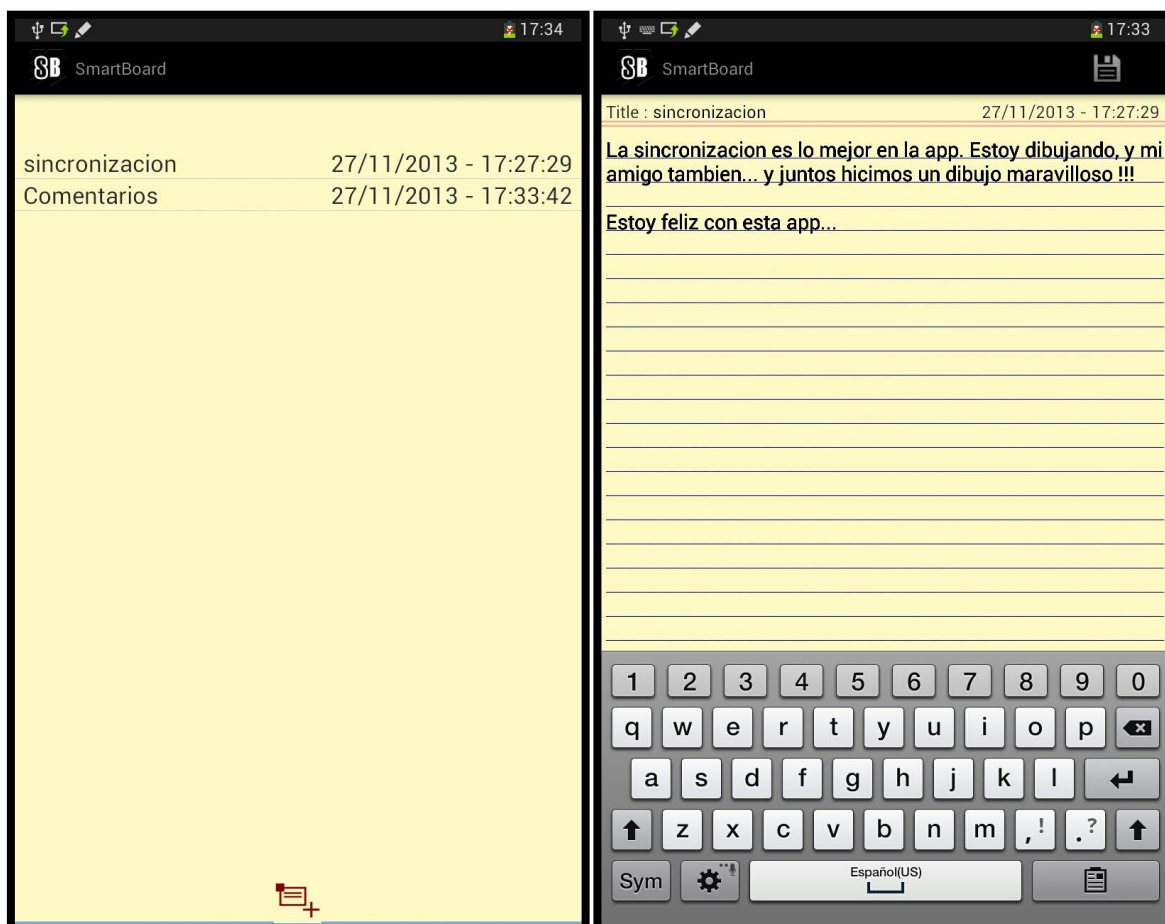 17:34
SB SmartBoard
sincronizacion 27/11/2013 - 17:27:29
Comentarios 27/11/2013 - 17:33:42
17:33
SB SmartBoard
Title : sincronizacion 27/11/2013 - 17:27:29
La sincronizacion es lo mejor en la app. Estoy dibujando, y mi
amigo tambien... y juntos hicimos un dibujo maravilloso !!!
Estoy feliz con esta app...
1 2 3 4 5 6 7 8 9 0
q w e r t y u i o p
a s d f g h j k l
z x c v b n m , ! . ?
Sym Español(US)